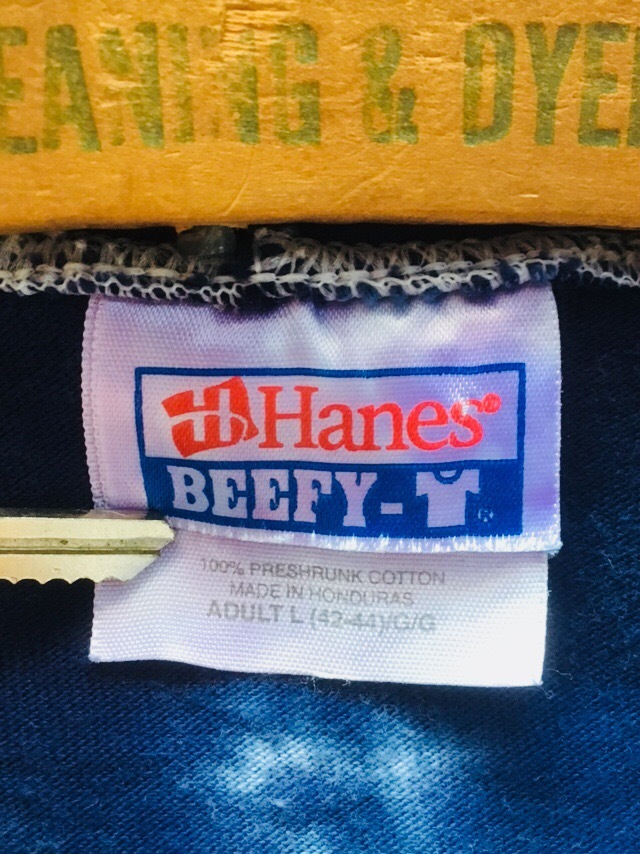 EANING & DYE
Hanes®
BEEFY-T®
100% PRESHRUNK COTTON
MADE IN HONDURAS
ADULT L (42-44)/G/G